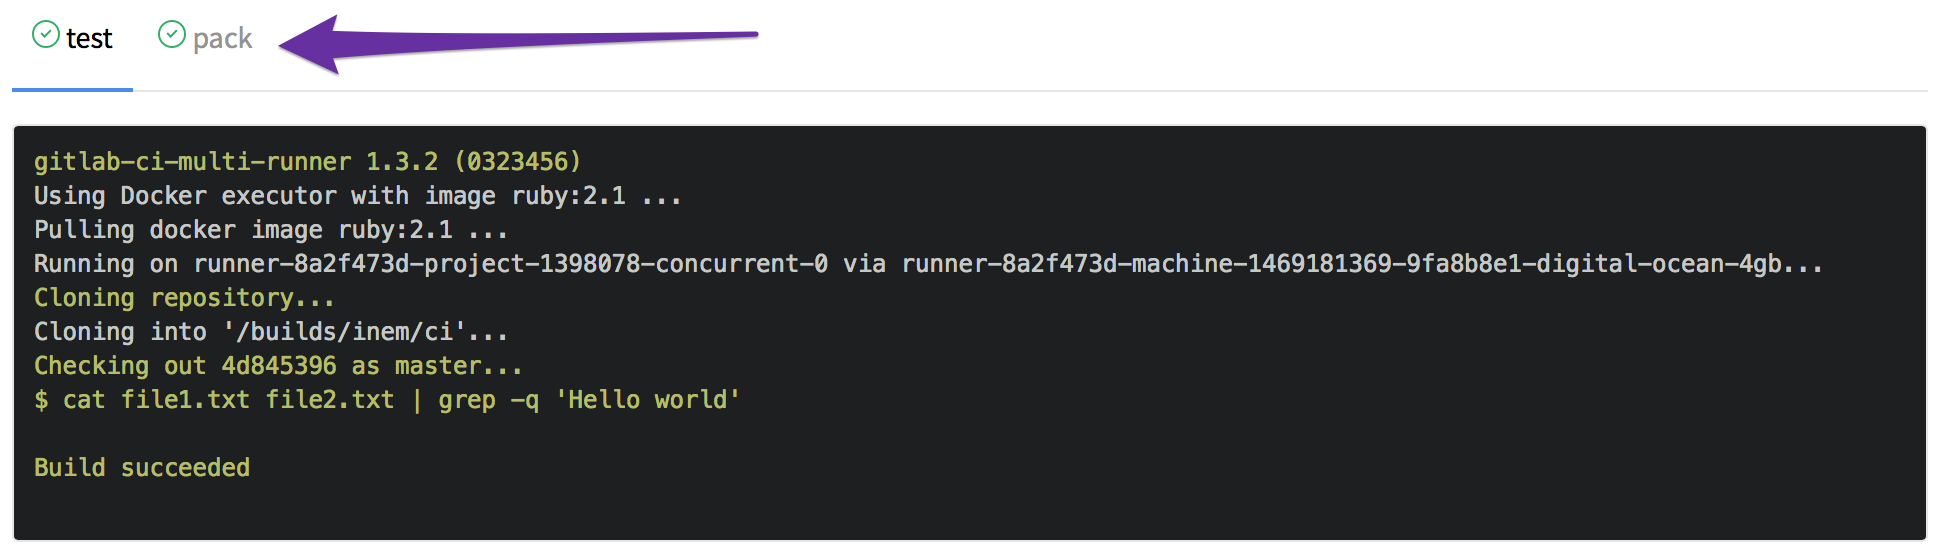 test pack
gitlab-ci-multi-runner 1.3.2 (0323456)
Using Docker executor with image ruby:2.1 ...
Pulling docker image ruby:2.1 ...
Running on runner-8a2f473d-project-1398078-concurrent-0 via runner-8a2f473d-machine-1469181369-9fa8b8e1-digital-ocean-4gb...
Cloning repository...
Cloning into '/builds/inem/ci'...
Checking out 4d845396 as master...
$ cat file1.txt file2.txt | grep -q 'Hello world'
Build succeeded